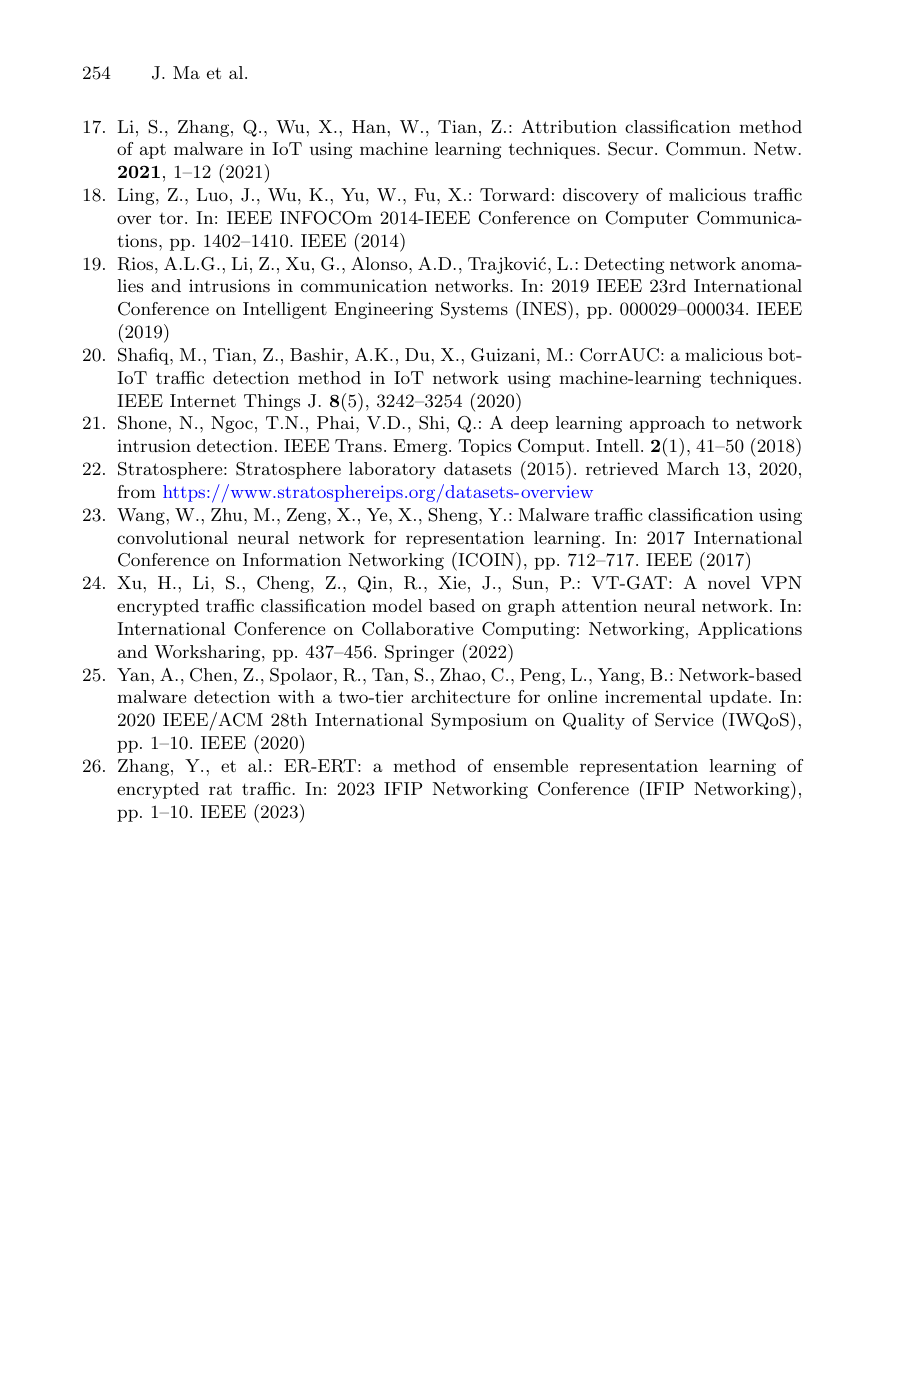 254 J. Ma et al.
17. Li, S., Zhang, Q., Wu, X., Han, W., Tian, Z.: Attribution classification method
of apt malware in IoT using machine learning techniques. Secur. Commun. Netw.
2021, 1–12 (2021)
18. Ling, Z., Luo, J., Wu, K., Yu, W., Fu, X.: Torward: discovery of malicious traffic
over tor. In: IEEE INFOCOm 2014-IEEE Conference on Computer Communica-
tions, pp. 1402–1410. IEEE (2014)
19. Rios, A.L.G., Li, Z., Xu, G., Alonso, A.D., Trajković, L.: Detecting network anoma-
lies and intrusions in communication networks. In: 2019 IEEE 23rd International
Conference on Intelligent Engineering Systems (INES), pp. 000029–000034. IEEE
(2019)
20. Shafiq, M., Tian, Z., Bashir, A.K., Du, X., Guizani, M.: CorrAUC: a malicious bot-
IoT traffic detection method in IoT network using machine-learning techniques.
IEEE Internet Things J. 8(5), 3242–3254 (2020)
21. Shone, N., Ngoc, T.N., Phai, V.D., Shi, Q.: A deep learning approach to network
intrusion detection. IEEE Trans. Emerg. Topics Comput. Intell. 2(1), 41–50 (2018)
22. Stratosphere: Stratosphere laboratory datasets (2015). retrieved March 13, 2020,
from https://www.stratosphereips.org/datasets-overview
23. Wang, W., Zhu, M., Zeng, X., Ye, X., Sheng, Y.: Malware traffic classification using
convolutional neural network for representation learning. In: 2017 International
Conference on Information Networking (ICOIN), pp. 712–717. IEEE (2017)
24. Xu, H., Li, S., Cheng, Z., Qin, R., Xie, J., Sun, P.: VT-GAT: A novel VPN
encrypted traffic classification model based on graph attention neural network. In:
International Conference on Collaborative Computing: Networking, Applications
and Worksharing, pp. 437–456. Springer (2022)
25. Yan, A., Chen, Z., Spolaor, R., Tan, S., Zhao, C., Peng, L., Yang, B.: Network-based
malware detection with a two-tier architecture for online incremental update. In:
2020 IEEE/ACM 28th International Symposium on Quality of Service (IWQoS),
pp. 1–10. IEEE (2020)
26. Zhang, Y., et al.: ER-ERT: a method of ensemble representation learning of
encrypted rat traffic. In: 2023 IFIP Networking Conference (IFIP Networking),
pp. 1–10. IEEE (2023)